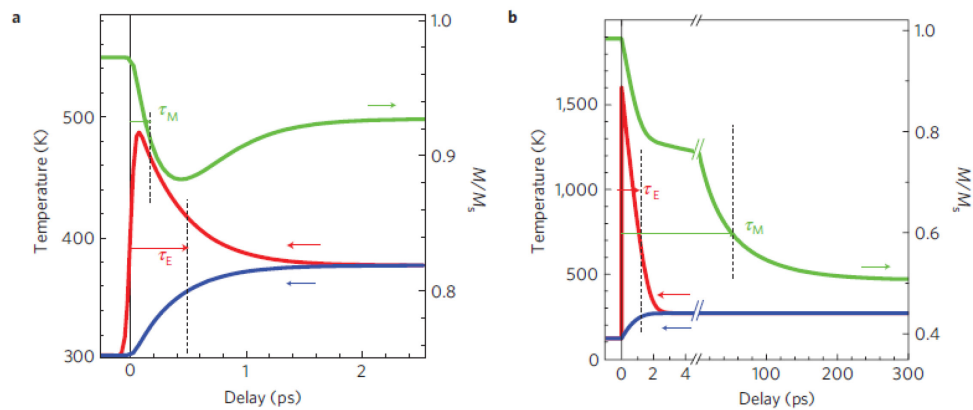 a
b
1.0
500
400
300
Temperature (K)
τM
τE
0.9
0.8
M/Ms
0
1
2
Delay (ps)
1,500
1,000
500
0
Temperature (K)
τE
τM
1.0
0.8
0.6
0.4
M/Ms
0
2
4
100
200
300
Delay (ps)